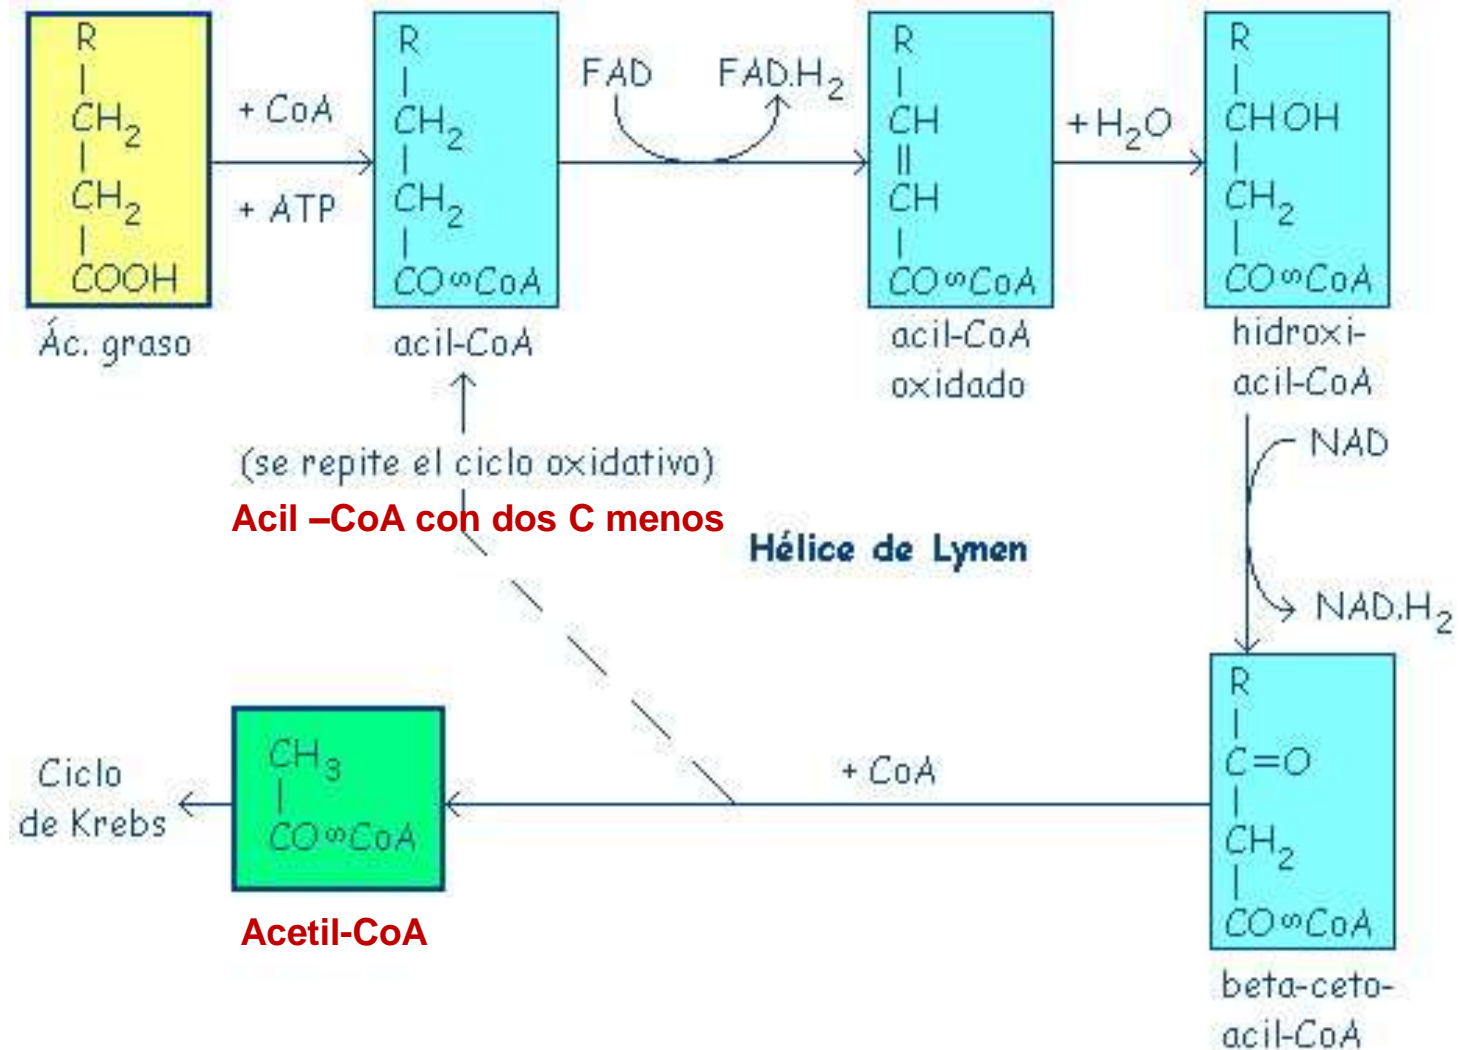 R
|
CH2
|
CH2
|
COOH
Ác. graso
+ CoA
+ ATP
R
|
CH2
|
CH2
|
CO∞CoA
acil-CoA
FAD
FAD.H2
R
|
CH
||
CH
|
CO∞CoA
acil-CoA
oxidado
+H2O
R
|
CHOH
|
CH2
|
CO∞CoA
hidroxi-
acil-CoA
NAD
NAD.H2
(se repite el ciclo oxidativo)
Acil –CoA con dos C menos
Hélice de Lynen
R
|
C=O
|
CH2
|
CO∞CoA
beta-ceto-
acil-CoA
+ CoA
CH3
|
CO∞CoA
Acetil-CoA
Ciclo
de Krebs